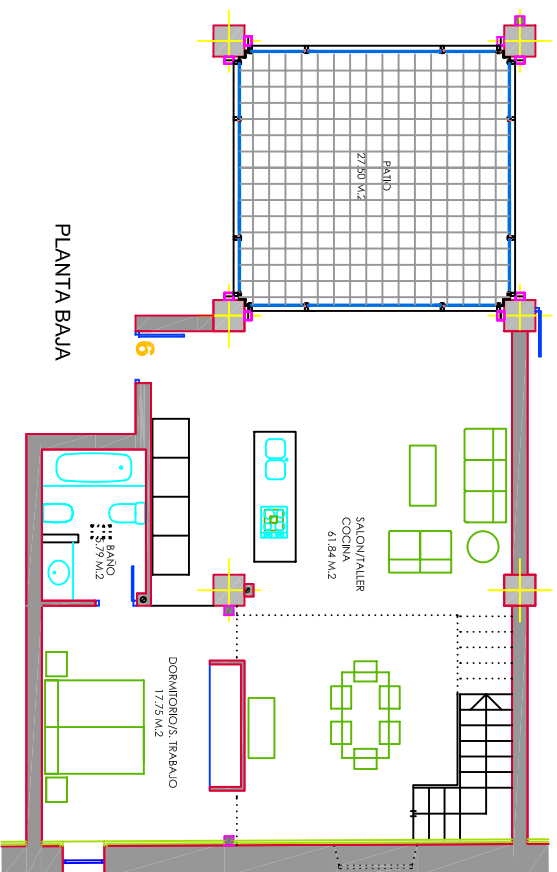 PLANTA BAJA
PATIO
27.50 M.2
6
SALON/TALLER
COCINA
61.84 M.2
BAÑO
5.79 M.2
DORMITORIO/S. TRABAJO
17.75 M.2